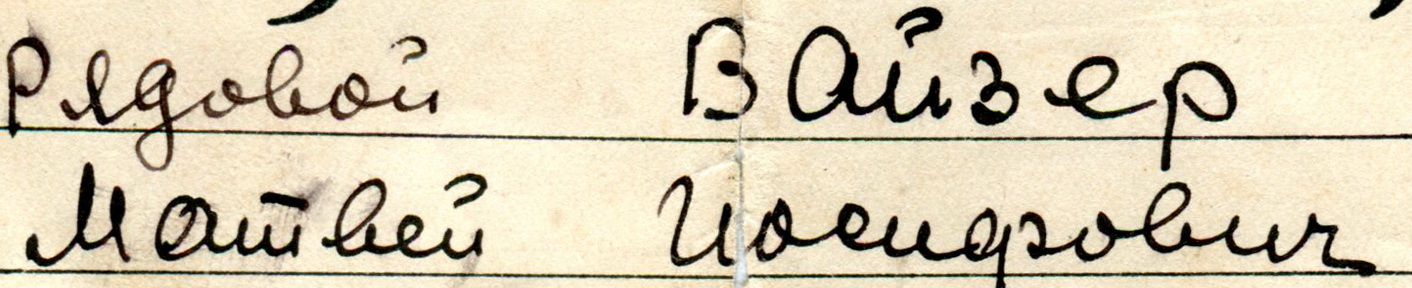 Рядовой Вайзер
Матвей Иосифович